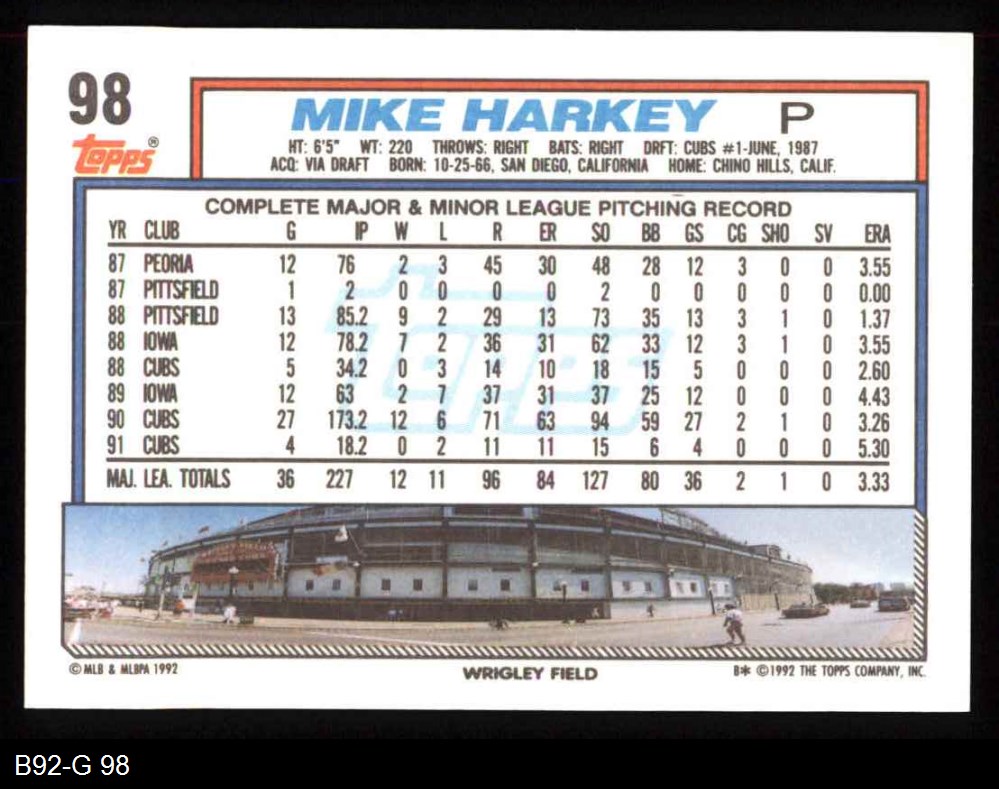 98
topps®
MIKE HARKEY P
HT: 6'5" WT: 220 THROWS: RIGHT BATS: RIGHT DRFT: CUBS #1-JUNE, 1987
ACQ: VIA DRAFT BORN: 10-25-66, SAN DIEGO, CALIFORNIA HOME: CHINO HILLS, CALIF.
COMPLETE MAJOR & MINOR LEAGUE PITCHING RECORD
YR CLUB G IP W L R ER SO BB GS CG SHO SV ERA
87 PEORIA 12 76 2 3 45 30 48 28 12 3 0 0 3.55
87 PITTSFIELD 1 2 0 0 0 0 2 0 0 0 0 0 0.00
88 PITTSFIELD 13 85.2 9 2 29 13 73 35 13 3 1 0 1.37
88 IOWA 12 78.2 7 2 36 31 62 33 12 3 1 0 3.55
88 CUBS 5 34.2 0 3 14 10 18 15 5 0 0 0 2.60
89 IOWA 12 63 2 7 37 31 37 25 12 0 0 0 4.43
90 CUBS 27 173.2 12 6 71 63 94 59 27 2 1 0 3.26
91 CUBS 4 18.2 0 2 11 11 15 6 4 0 0 0 5.30
MAJ. LEA. TOTALS 36 227 12 11 96 84 127 80 36 2 1 0 3.33
topps
© MLB & MLBPA 1992
WRIGLEY FIELD
B* ©1992 THE TOPPS COMPANY, INC.
B92-G 98